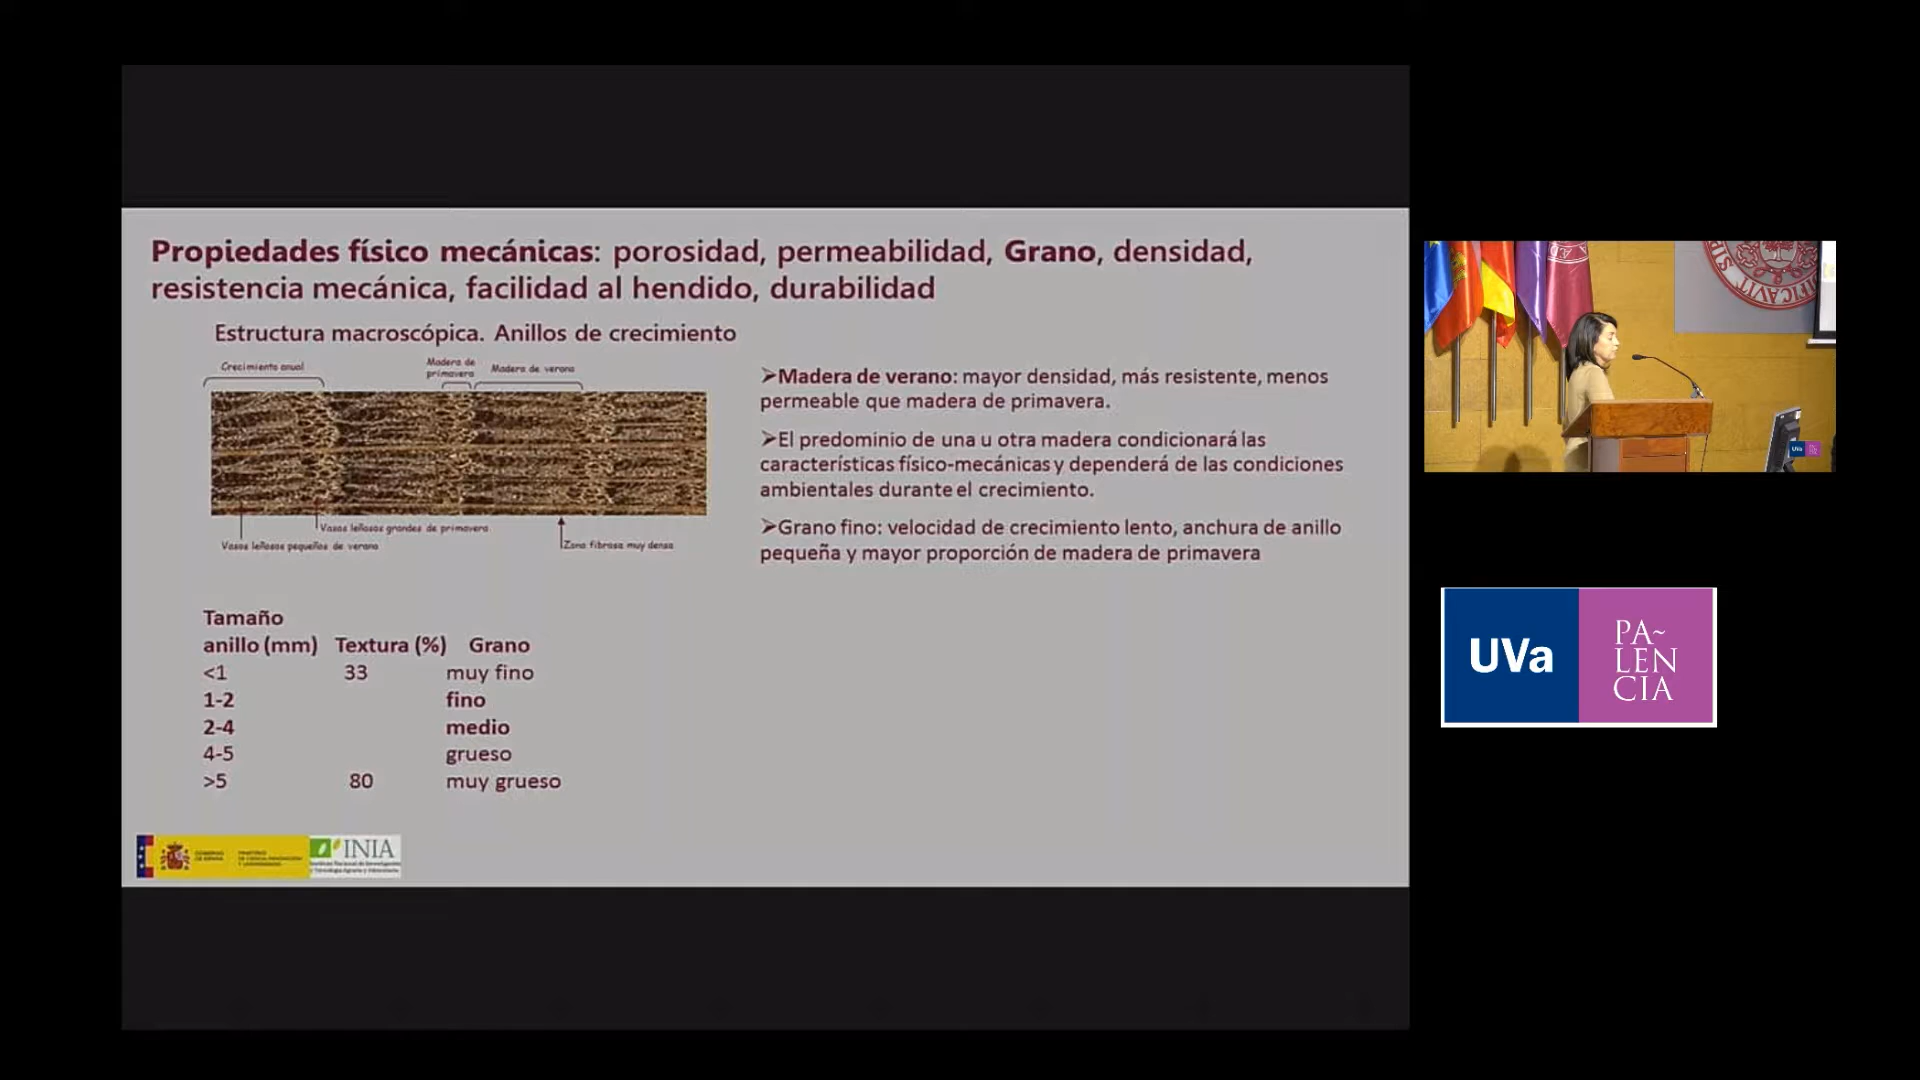 Propiedades físico mecánicas: porosidad, permeabilidad, Grano, densidad,
resistencia mecánica, facilidad al hendido, durabilidad
Estructura macroscópica. Anillos de crecimiento
Crecimiento anual
Madera de
primavera
Madera de verano
Vasos leñosos grandes de primavera
Vasos leñosos pequeños de verano
Zona fibrosa muy densa
➢Madera de verano: mayor densidad, más resistente, menos
permeable que madera de primavera.
➢El predominio de una u otra madera condicionará las
características físico-mecánicas y dependerá de las condiciones
ambientales durante el crecimiento.
➢Grano fino: velocidad de crecimiento lento, anchura de anillo
pequeña y mayor proporción de madera de primavera
Tamaño
anillo (mm) Textura (%) Grano
<1 33 muy fino
1-2 fino
2-4 medio
4-5 grueso
>5 80 muy grueso
INIA
UVa
PA~
LEN
CIA